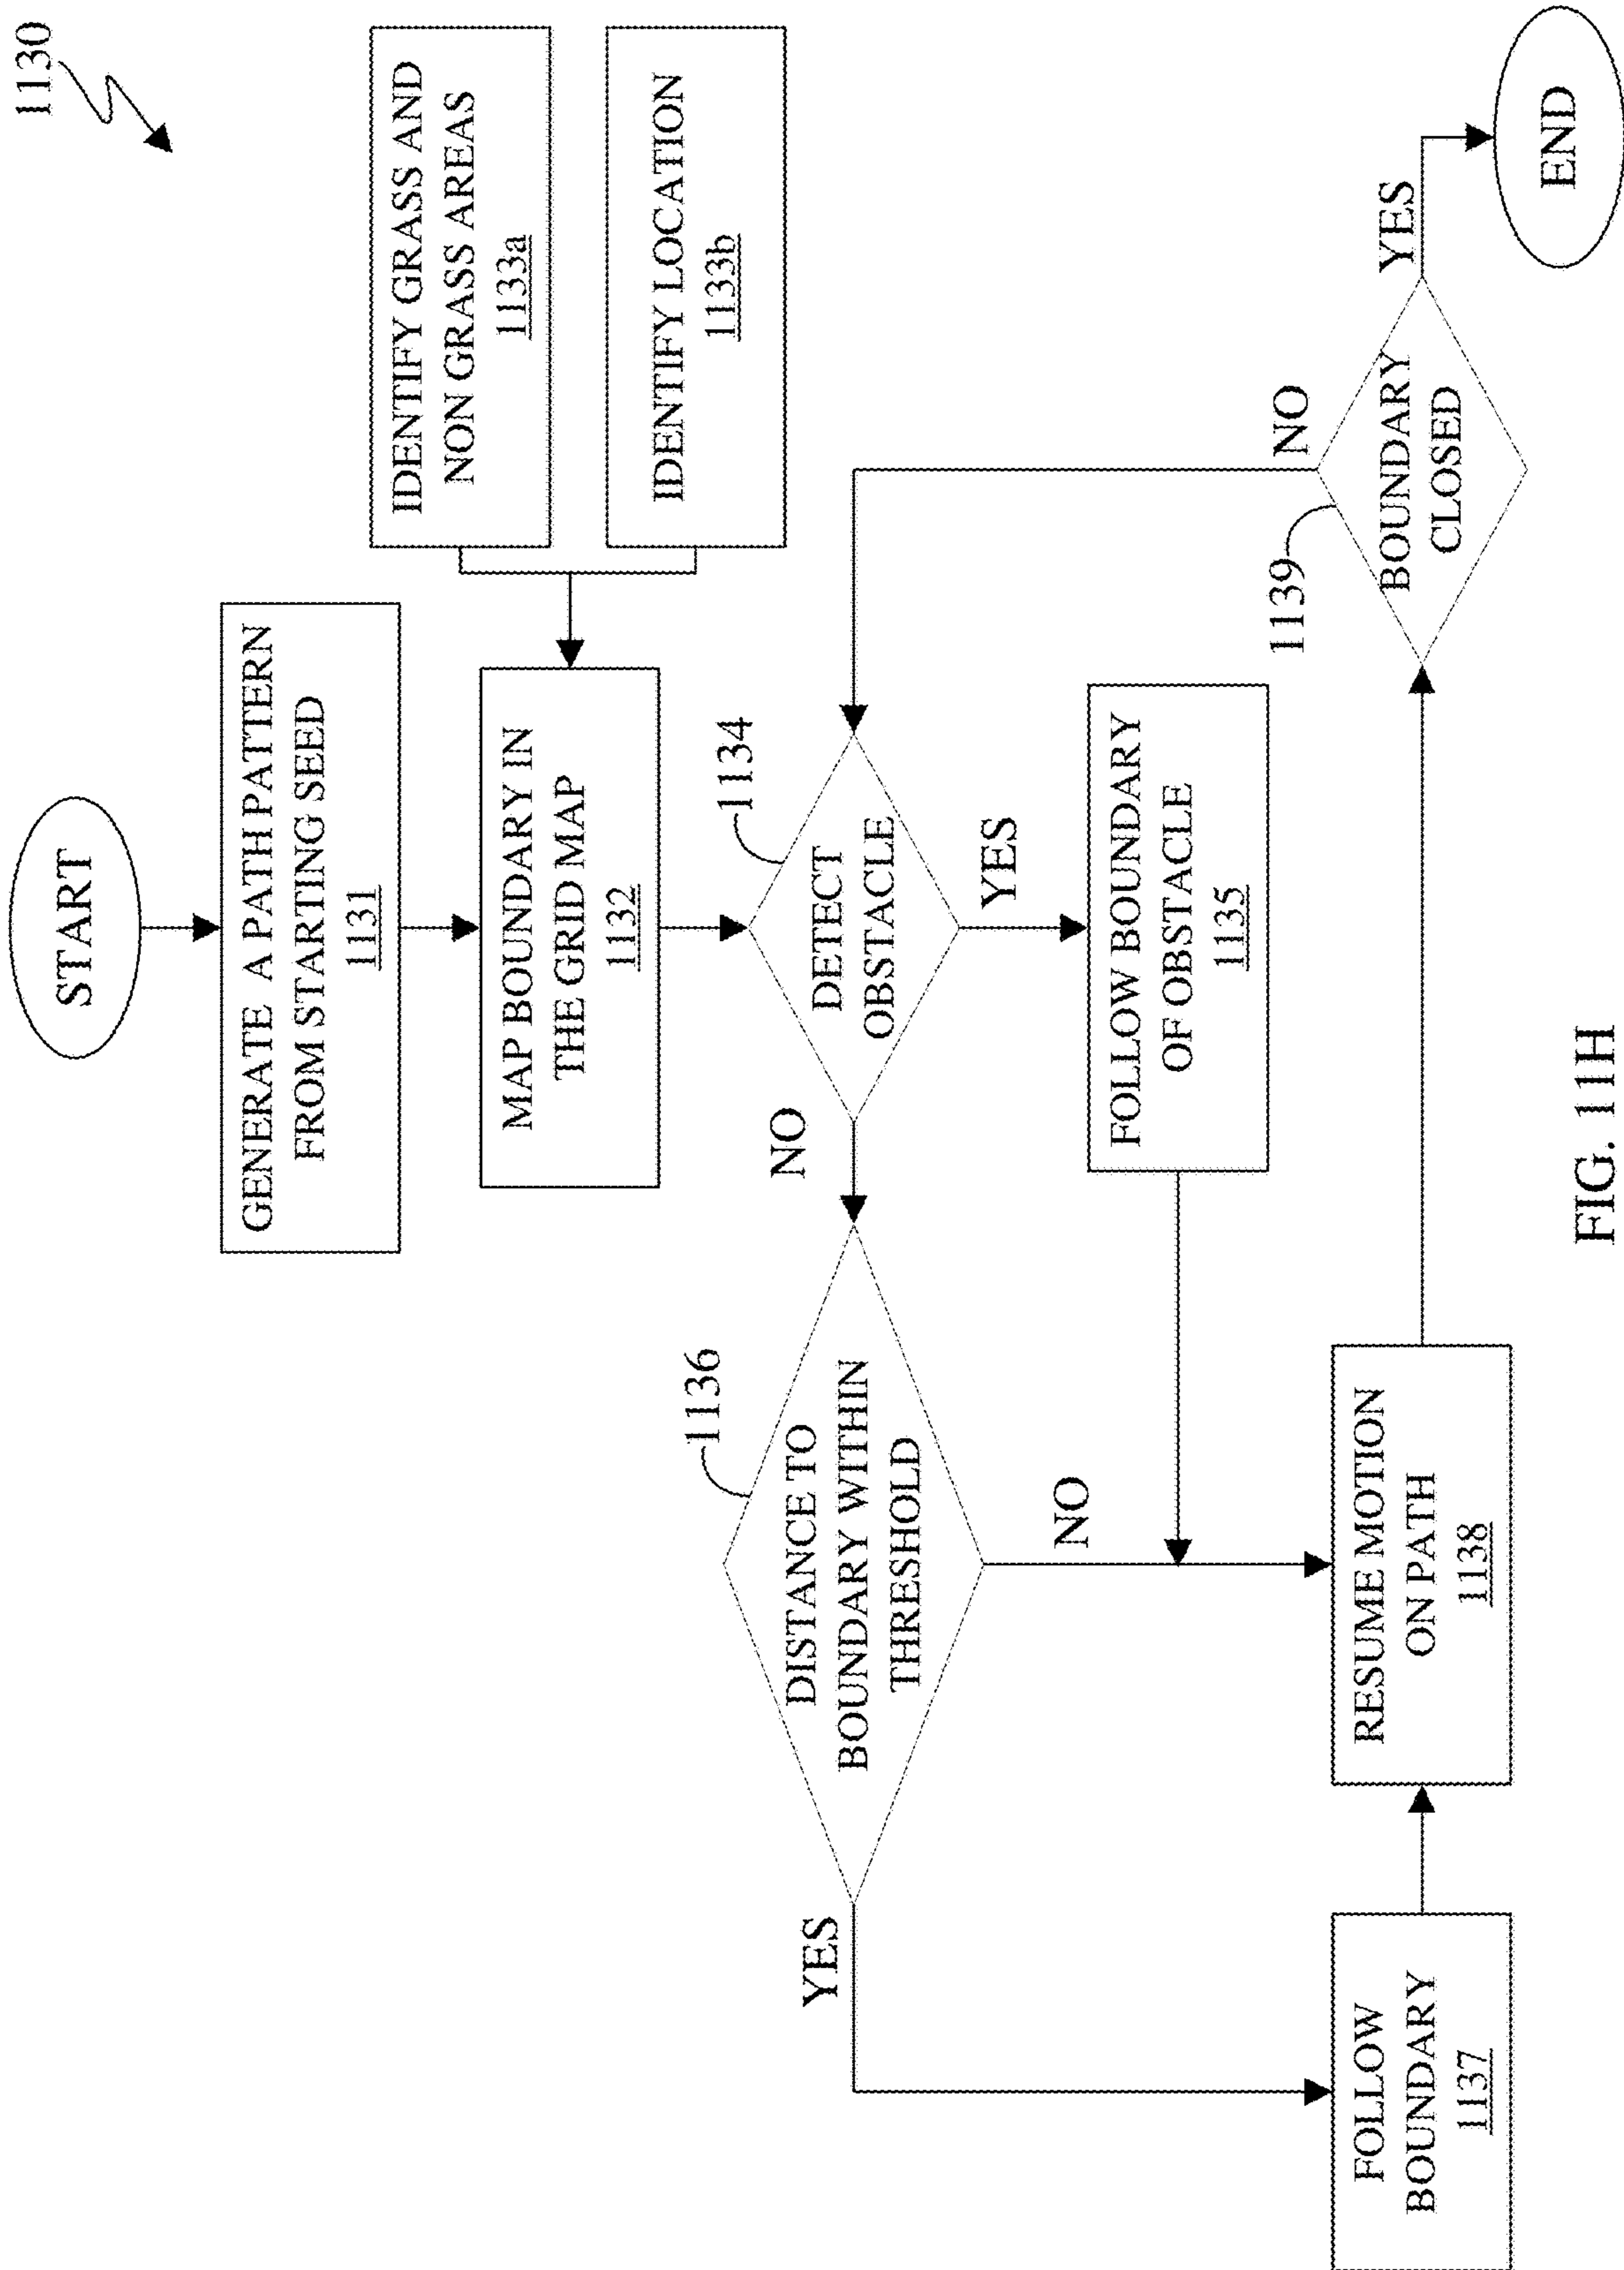 1130
START
GENERATE A PATH PATTERN
FROM STARTING SEED
1131
IDENTIFY GRASS AND
NON GRASS AREAS
1133a
MAP BOUNDARY IN
THE GRID MAP
1132
IDENTIFY LOCATION
1133b
1134
DETECT
OBSTACLE
NO
YES
1136
DISTANCE TO
BOUNDARY WITHIN
THRESHOLD
YES
NO
FOLLOW BOUNDARY
OF OBSTACLE
1135
FOLLOW
BOUNDARY
1137
RESUME MOTION
ON PATH
1138
1139
BOUNDARY
CLOSED
NO
YES
END
FIG. 11H